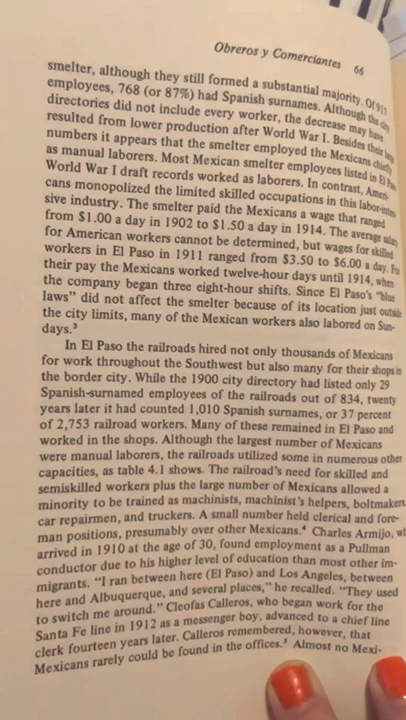 Obreros y Comerciantes 66
smelter, although they still formed a substantial majority. Of 917
employees, 768 (or 87%) had Spanish surnames. Although the city
directories did not include every worker, the decrease may have
resulted from lower production after World War I. Besides their
numbers it appears that the smelter employed the Mexicans chiefly
as manual laborers. Most Mexican smelter employees listed in El Paso
World War I draft records worked as laborers. In contrast, Ameri-
cans monopolized the limited skilled occupations in this labor-inten-
sive industry. The smelter paid the Mexicans a wage that ranged
from $1.00 a day in 1902 to $1.50 a day in 1914. The average salary
for American workers cannot be determined, but wages for skilled
workers in El Paso in 1911 ranged from $3.50 to $6.00 a day. For
their pay the Mexicans worked twelve-hour days until 1914, when
the company began three eight-hour shifts. Since El Paso's "blue
laws" did not affect the smelter because of its location just outside
the city limits, many of the Mexican workers also labored on Sun-
days.³
In El Paso the railroads hired not only thousands of Mexicans
for work throughout the Southwest but also many for their shops in
the border city. While the 1900 city directory had listed only 29
Spanish-surnamed employees of the railroads out of 834, twenty
years later it had counted 1,010 Spanish surnames, or 37 percent
of 2,753 railroad workers. Many of these remained in El Paso and
worked in the shops. Although the largest number of Mexicans
were manual laborers, the railroads utilized some in numerous other
capacities, as table 4.1 shows. The railroad's need for skilled and
semiskilled workers plus the large number of Mexicans allowed a
minority to be trained as machinists, machinist's helpers, boltmakers,
car repairmen, and truckers. A small number held clerical and fore-
man positions, presumably over other Mexicans.⁴ Charles Armijo, who
arrived in 1910 at the age of 30, found employment as a Pullman
conductor due to his higher level of education than most other im-
migrants. "I ran between here (El Paso) and Los Angeles, between
here and Albuquerque, and several places," he recalled. "They used
to switch me around." Cleofas Calleros, who began work for the
Santa Fe line in 1912 as a messenger boy, advanced to a chief line
clerk fourteen years later. Calleros remembered, however, that
Mexicans rarely could be found in the offices.⁵ Almost no Mexi-